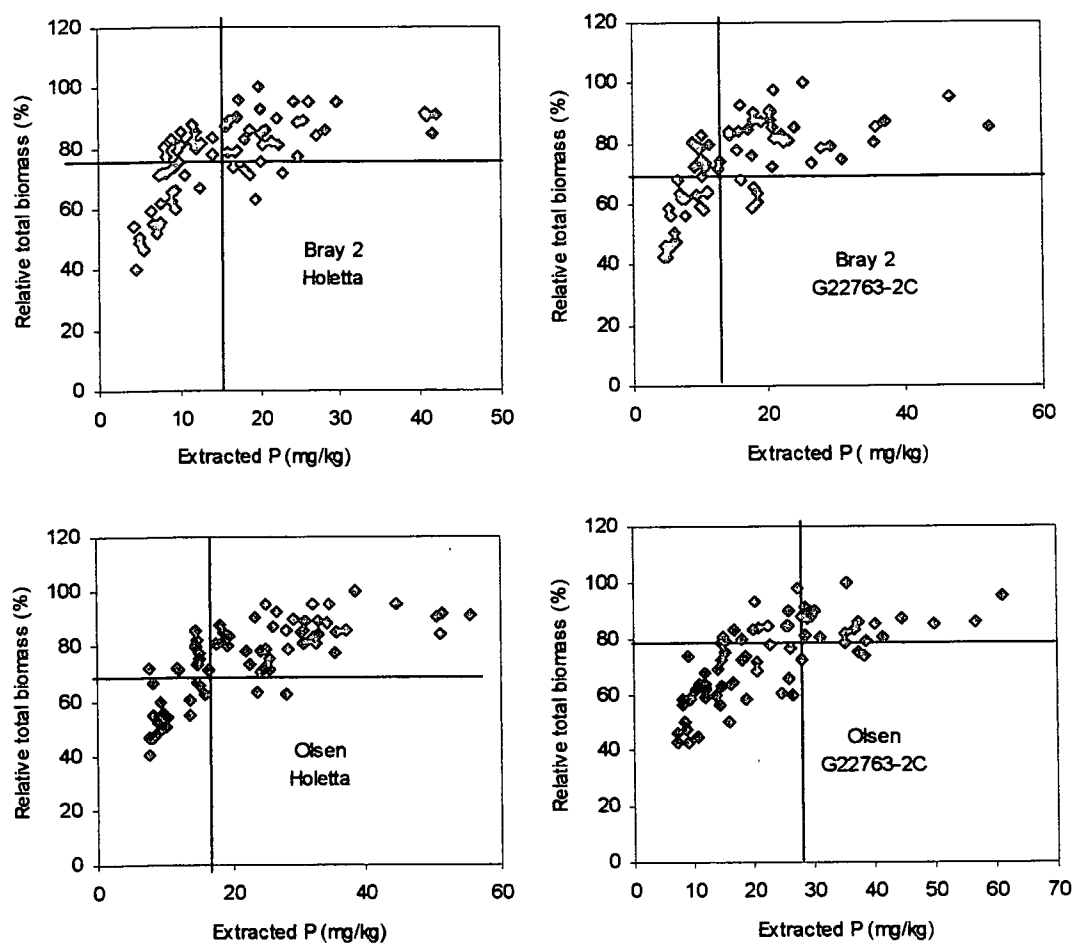 120
100
80
60
40
20
0
Relative total biomass (%)
Bray 2
Holetta
0 10 20 30 40 50
Extracted P (mg/kg)
120
100
80
60
40
20
0
Relative total biomass (%)
Bray 2
G22763-2C
0 20 40 60
Extracted P ( mg/kg)
120
100
80
60
40
20
0
Relative total biomass (%)
Olsen
Holetta
0 20 40 60
Extracted P (mg/kg)
120
100
80
60
40
20
0
Relative total biomass (%)
Olsen
G22763-2C
0 10 20 30 40 50 60 70
Extracted P (mg/kg)